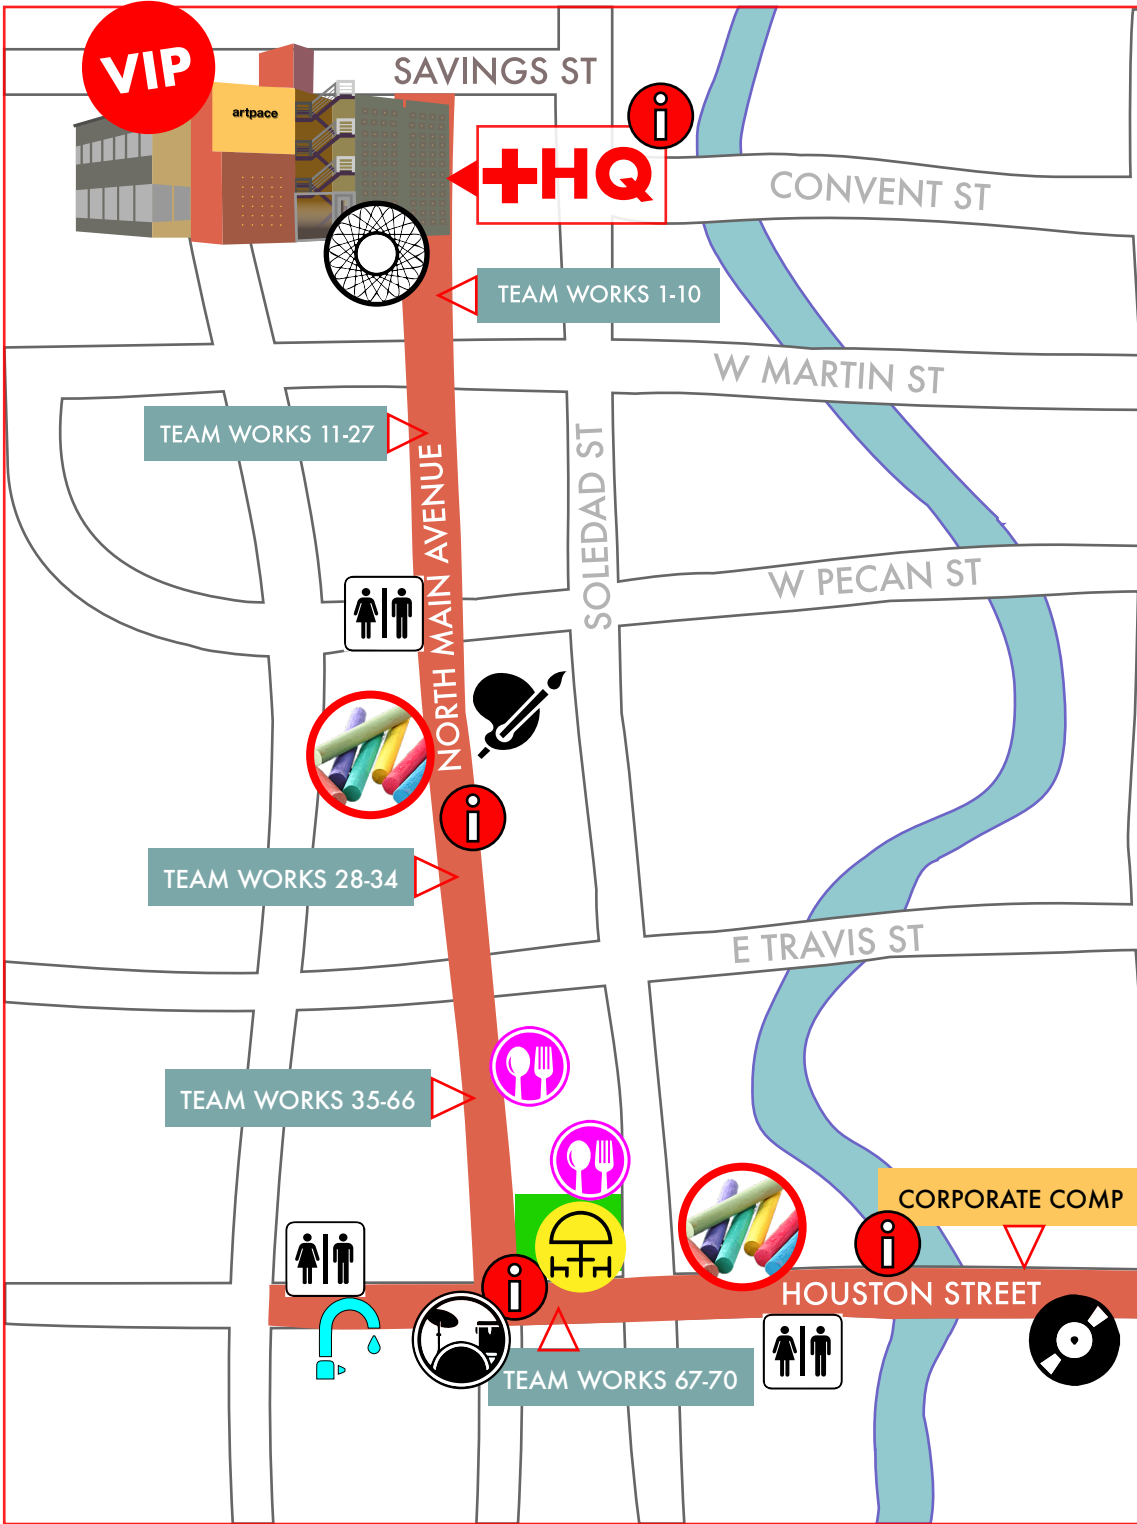 VIP
SAVINGS ST
artpace
i
+HQ
CONVENT ST
TEAM WORKS 1-10
W MARTIN ST
TEAM WORKS 11-27
NORTH MAIN AVENUE
SOLEDAD ST
W PECAN ST
i
TEAM WORKS 28-34
E TRAVIS ST
TEAM WORKS 35-66
CORPORATE COMP
i
i
HOUSTON STREET
TEAM WORKS 67-70